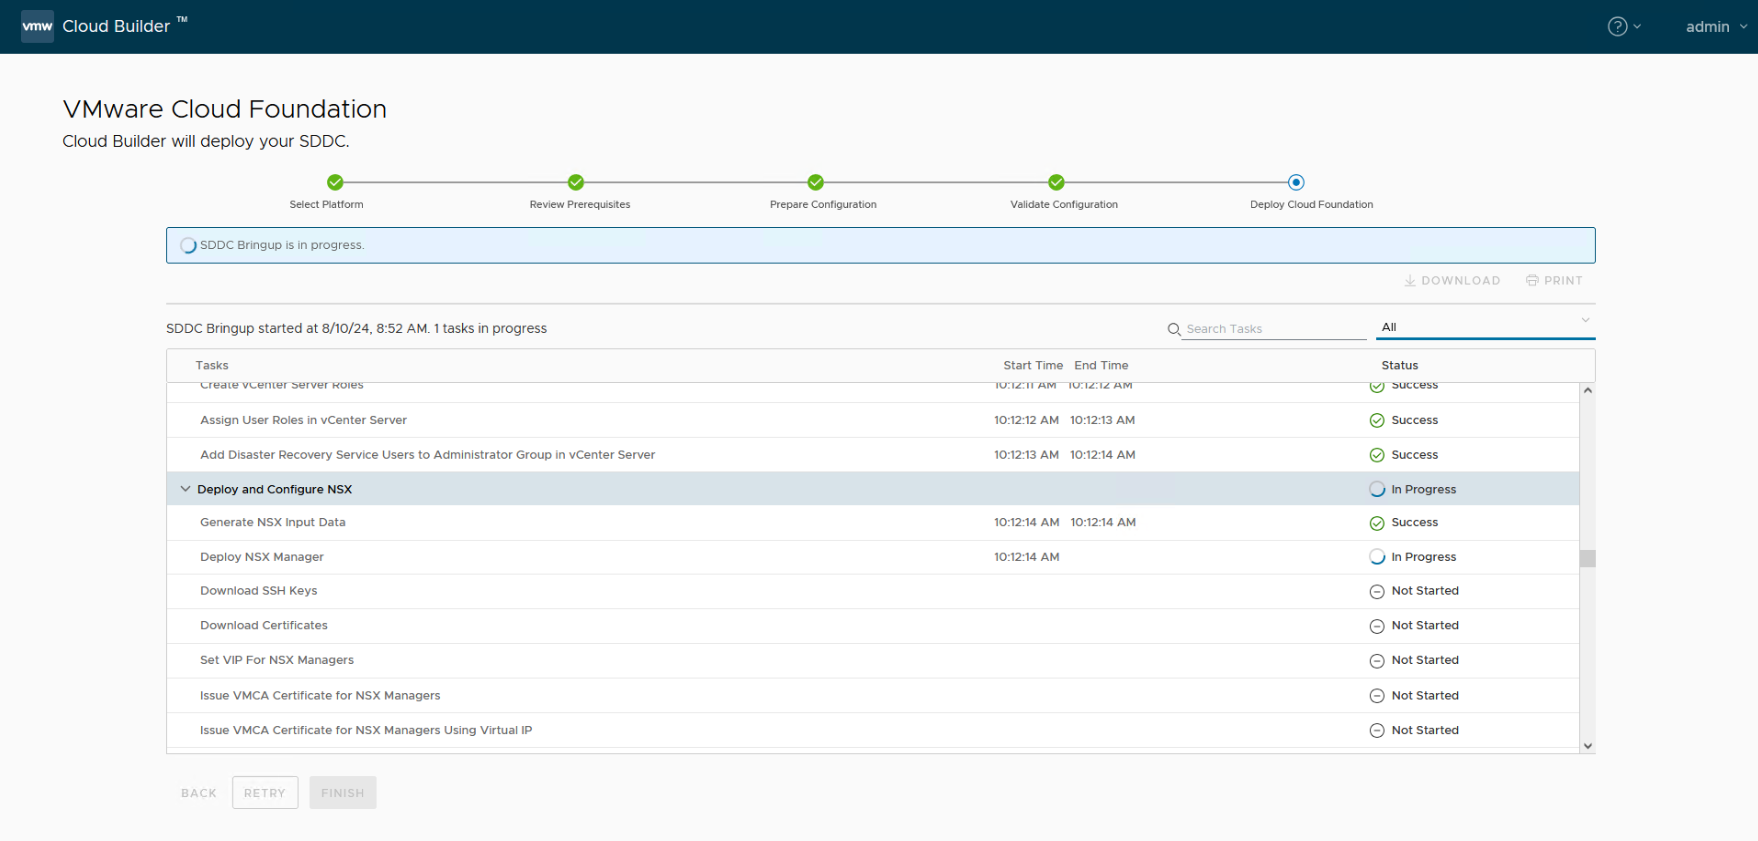 vmw Cloud Builder ™
admin
VMware Cloud Foundation
Cloud Builder will deploy your SDDC.
Select Platform Review Prerequisites Prepare Configuration Validate Configuration Deploy Cloud Foundation
SDDC Bringup is in progress.
DOWNLOAD PRINT
SDDC Bringup started at 8/10/24, 8:52 AM. 1 tasks in progress Search Tasks All
Tasks Start Time End Time Status
Create vCenter Server Roles 10:12:11 AM 10:12:12 AM Success
Assign User Roles in vCenter Server 10:12:12 AM 10:12:13 AM Success
Add Disaster Recovery Service Users to Administrator Group in vCenter Server 10:12:13 AM 10:12:14 AM Success
Deploy and Configure NSX In Progress
Generate NSX Input Data 10:12:14 AM 10:12:14 AM Success
Deploy NSX Manager 10:12:14 AM In Progress
Download SSH Keys Not Started
Download Certificates Not Started
Set VIP For NSX Managers Not Started
Issue VMCA Certificate for NSX Managers Not Started
Issue VMCA Certificate for NSX Managers Using Virtual IP Not Started
BACK RETRY FINISH